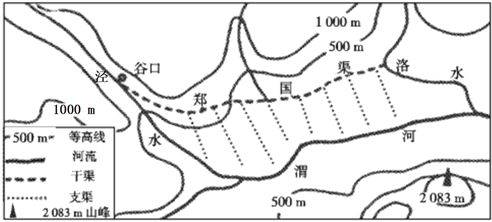 1 000 m
500 m
谷口
泾
郑 国 渠 洛
水
1000 m
水
河
渭
500 m
2 083 m
500 m 等高线
河流
干渠
支渠
2 083 m 山峰